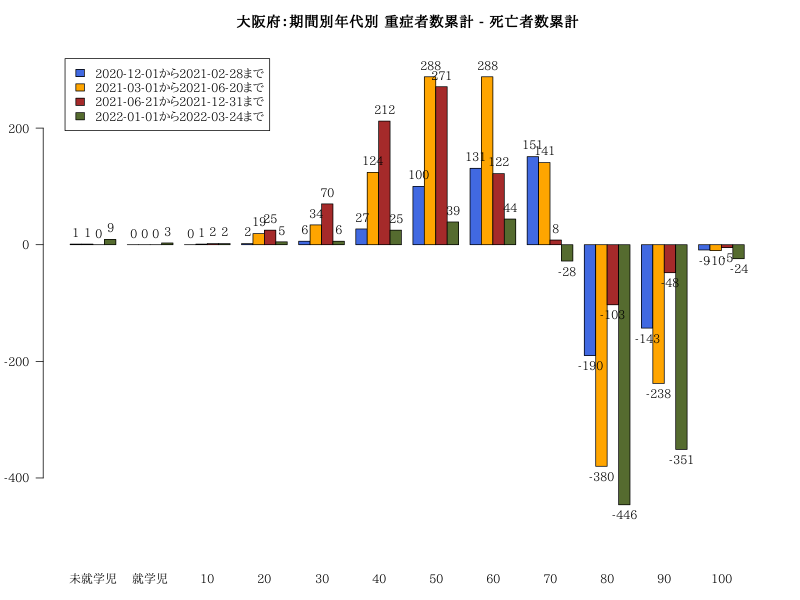 大阪府:期間別年代別 重症者数累計 - 死亡者数累計
2020-12-01から2021-02-28まで
2021-03-01から2021-06-20まで
2021-06-21から2021-12-31まで
2022-01-01から2022-03-24まで
200
0
-200
-400
1 1 0 9
0 0 0 3
0 1 2 2
2 19 25 5
6 34 70 6
27 124 212 25
100 288 271 39
131 288 122 44
151 141 8 -28
-190 -380 -103 -446
-143 -238 -48 -351
-9 -10 -5 -24
未就学児 就学児 10 20 30 40 50 60 70 80 90 100